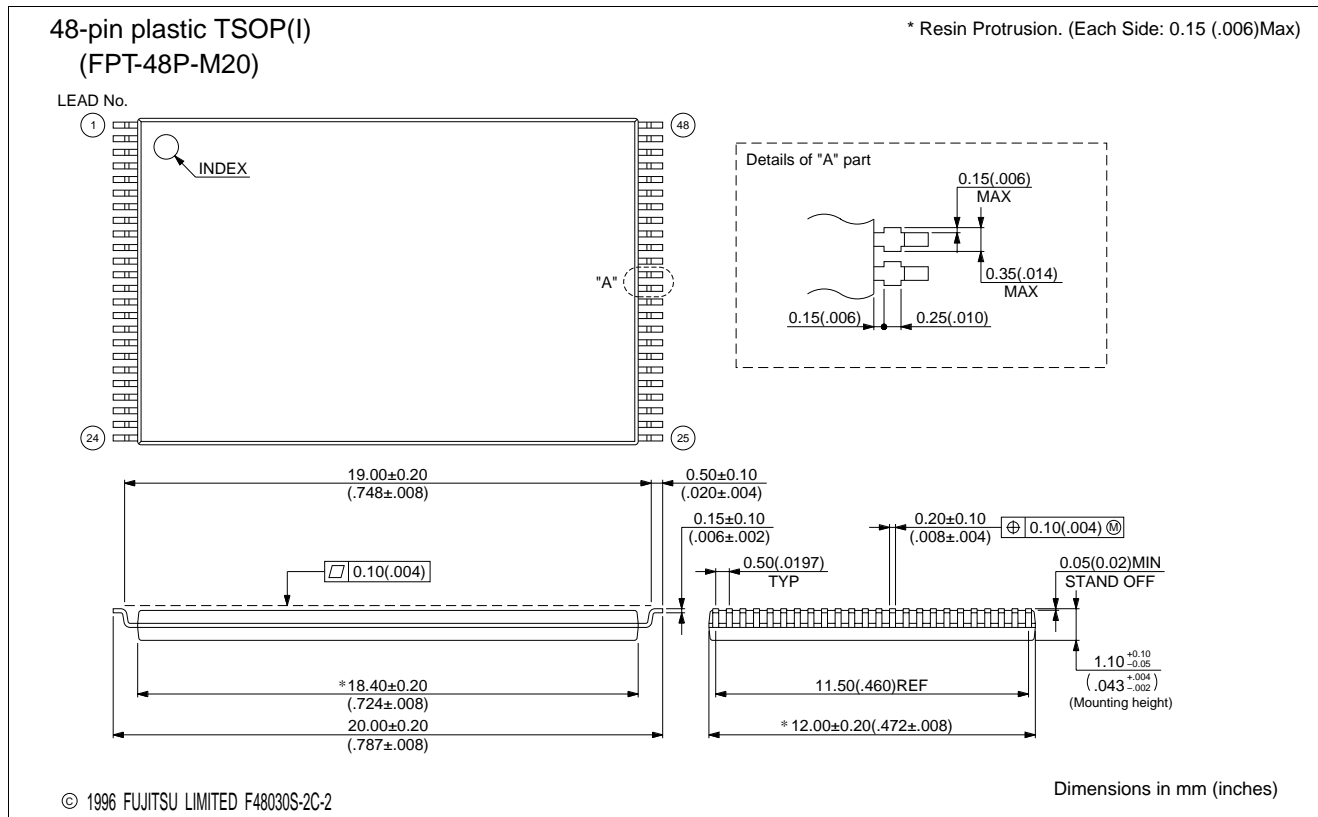 48-pin plastic TSOP(I)
(FPT-48P-M20)
* Resin Protrusion. (Each Side: 0.15 (.006)Max)
LEAD No.
1
48
INDEX
"A"
24
25
Details of "A" part
0.15(.006)
MAX
0.35(.014)
MAX
0.15(.006)
0.25(.010)
19.00±0.20
(.748±.008)
0.50±0.10
(.020±.004)
0.15±0.10
(.006±.002)
0.10(.004)
*18.40±0.20
(.724±.008)
20.00±0.20
(.787±.008)
0.20±0.10
(.008±.004)
0.10(.004) Ⓜ
0.50(.0197)
TYP
0.05(0.02)MIN
STAND OFF
11.50(.460)REF
*12.00±0.20(.472±.008)
1.10 +0.10 −0.05
(.043 +.004 −.002)
(Mounting height)
© 1996 FUJITSU LIMITED F48030S-2C-2
Dimensions in mm (inches)